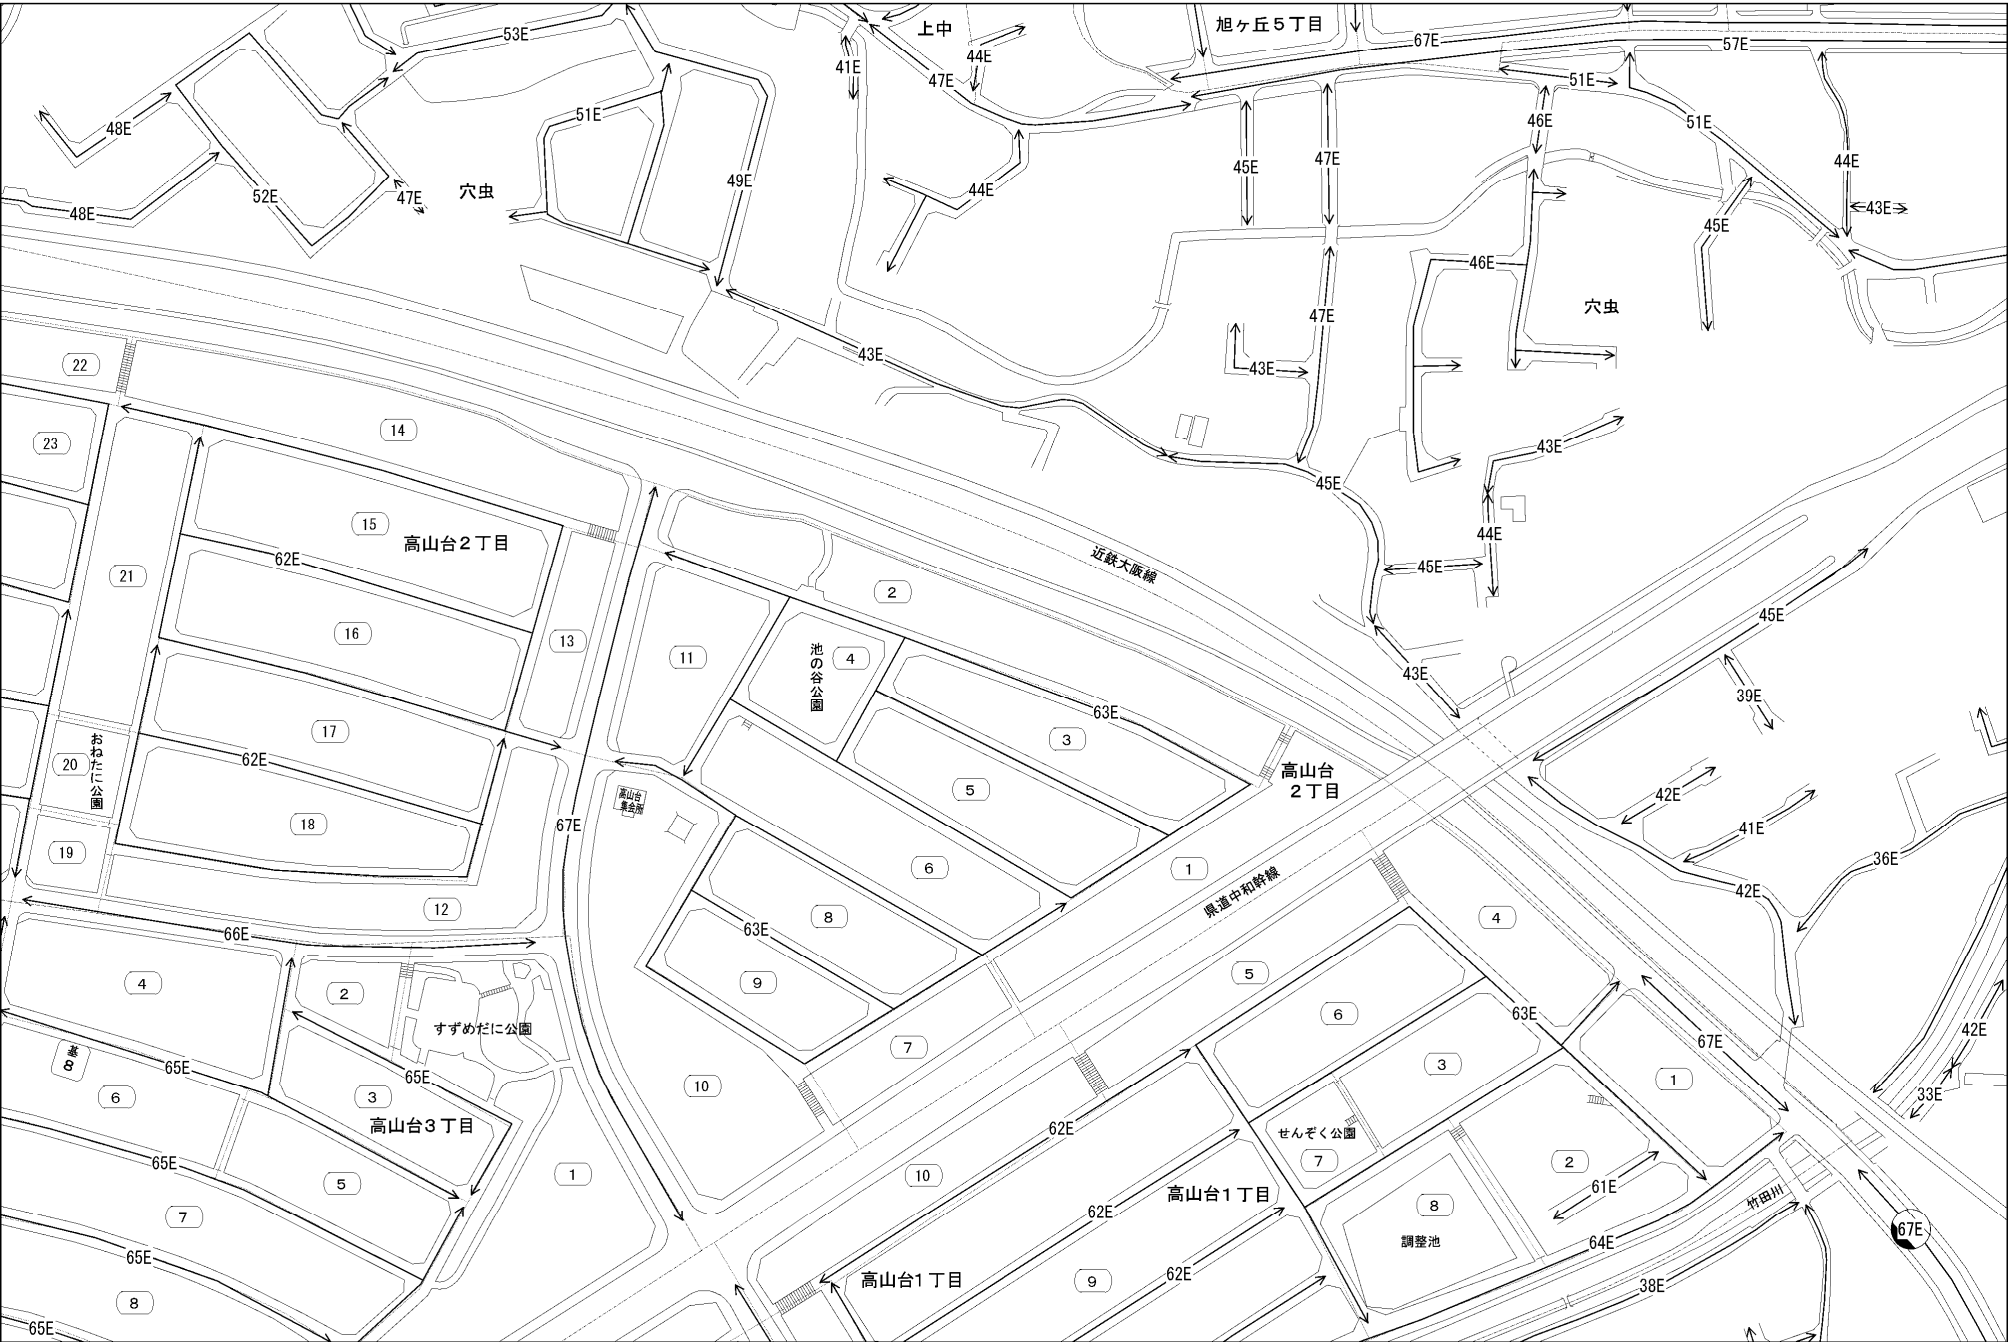 53E
上中
旭ヶ丘５丁目
67E
57E
41E
44E
47E
51E
48E
51E
46E
51E
52E
48E
47E
穴虫
49E
44E
45E
47E
44E
43E
45E
46E
穴虫
47E
43E
43E
22
14
23
43E
45E
15
高山台２丁目
62E
44E
近鉄大阪線
45E
21
2
16
13
11
池の谷公園
4
45E
43E
39E
63E
17
3
62E
おねたに公園
20
高山台
２丁目
5
高山台
集会所
42E
18
67E
41E
19
6
1
36E
県道中和幹線
42E
12
8
4
66E
63E
9
5
4
2
すずめだに公園
6
63E
7
67E
42E
基
8
65E
65E
10
3
1
33E
6
3
高山台３丁目
62E
せんぞく公園
7
65E
1
10
2
5
61E
高山台１丁目
竹田川
7
62E
8
調整池
64E
67E
65E
高山台１丁目
9
62E
38E
8
65E